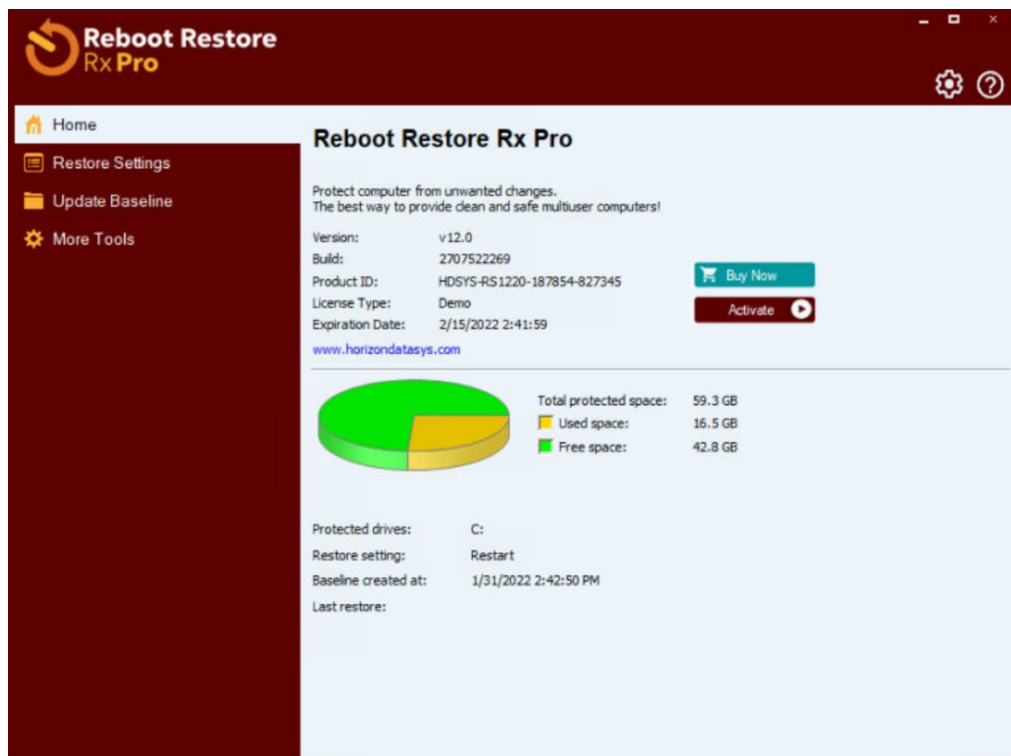 Reboot Restore
Rx Pro
Home
Restore Settings
Update Baseline
More Tools
Reboot Restore Rx Pro
Protect computer from unwanted changes.
The best way to provide clean and safe multiuser computers!
Version: v12.0
Build: 2707522269
Product ID: HDSYS-RS1220-187854-827345
License Type: Demo
Expiration Date: 2/15/2022 2:41:59
Buy Now
Activate
www.horizondatasys.com
Total protected space: 59.3 GB
Used space: 16.5 GB
Free space: 42.8 GB
Protected drives: C:
Restore setting: Restart
Baseline created at: 1/31/2022 2:42:50 PM
Last restore: